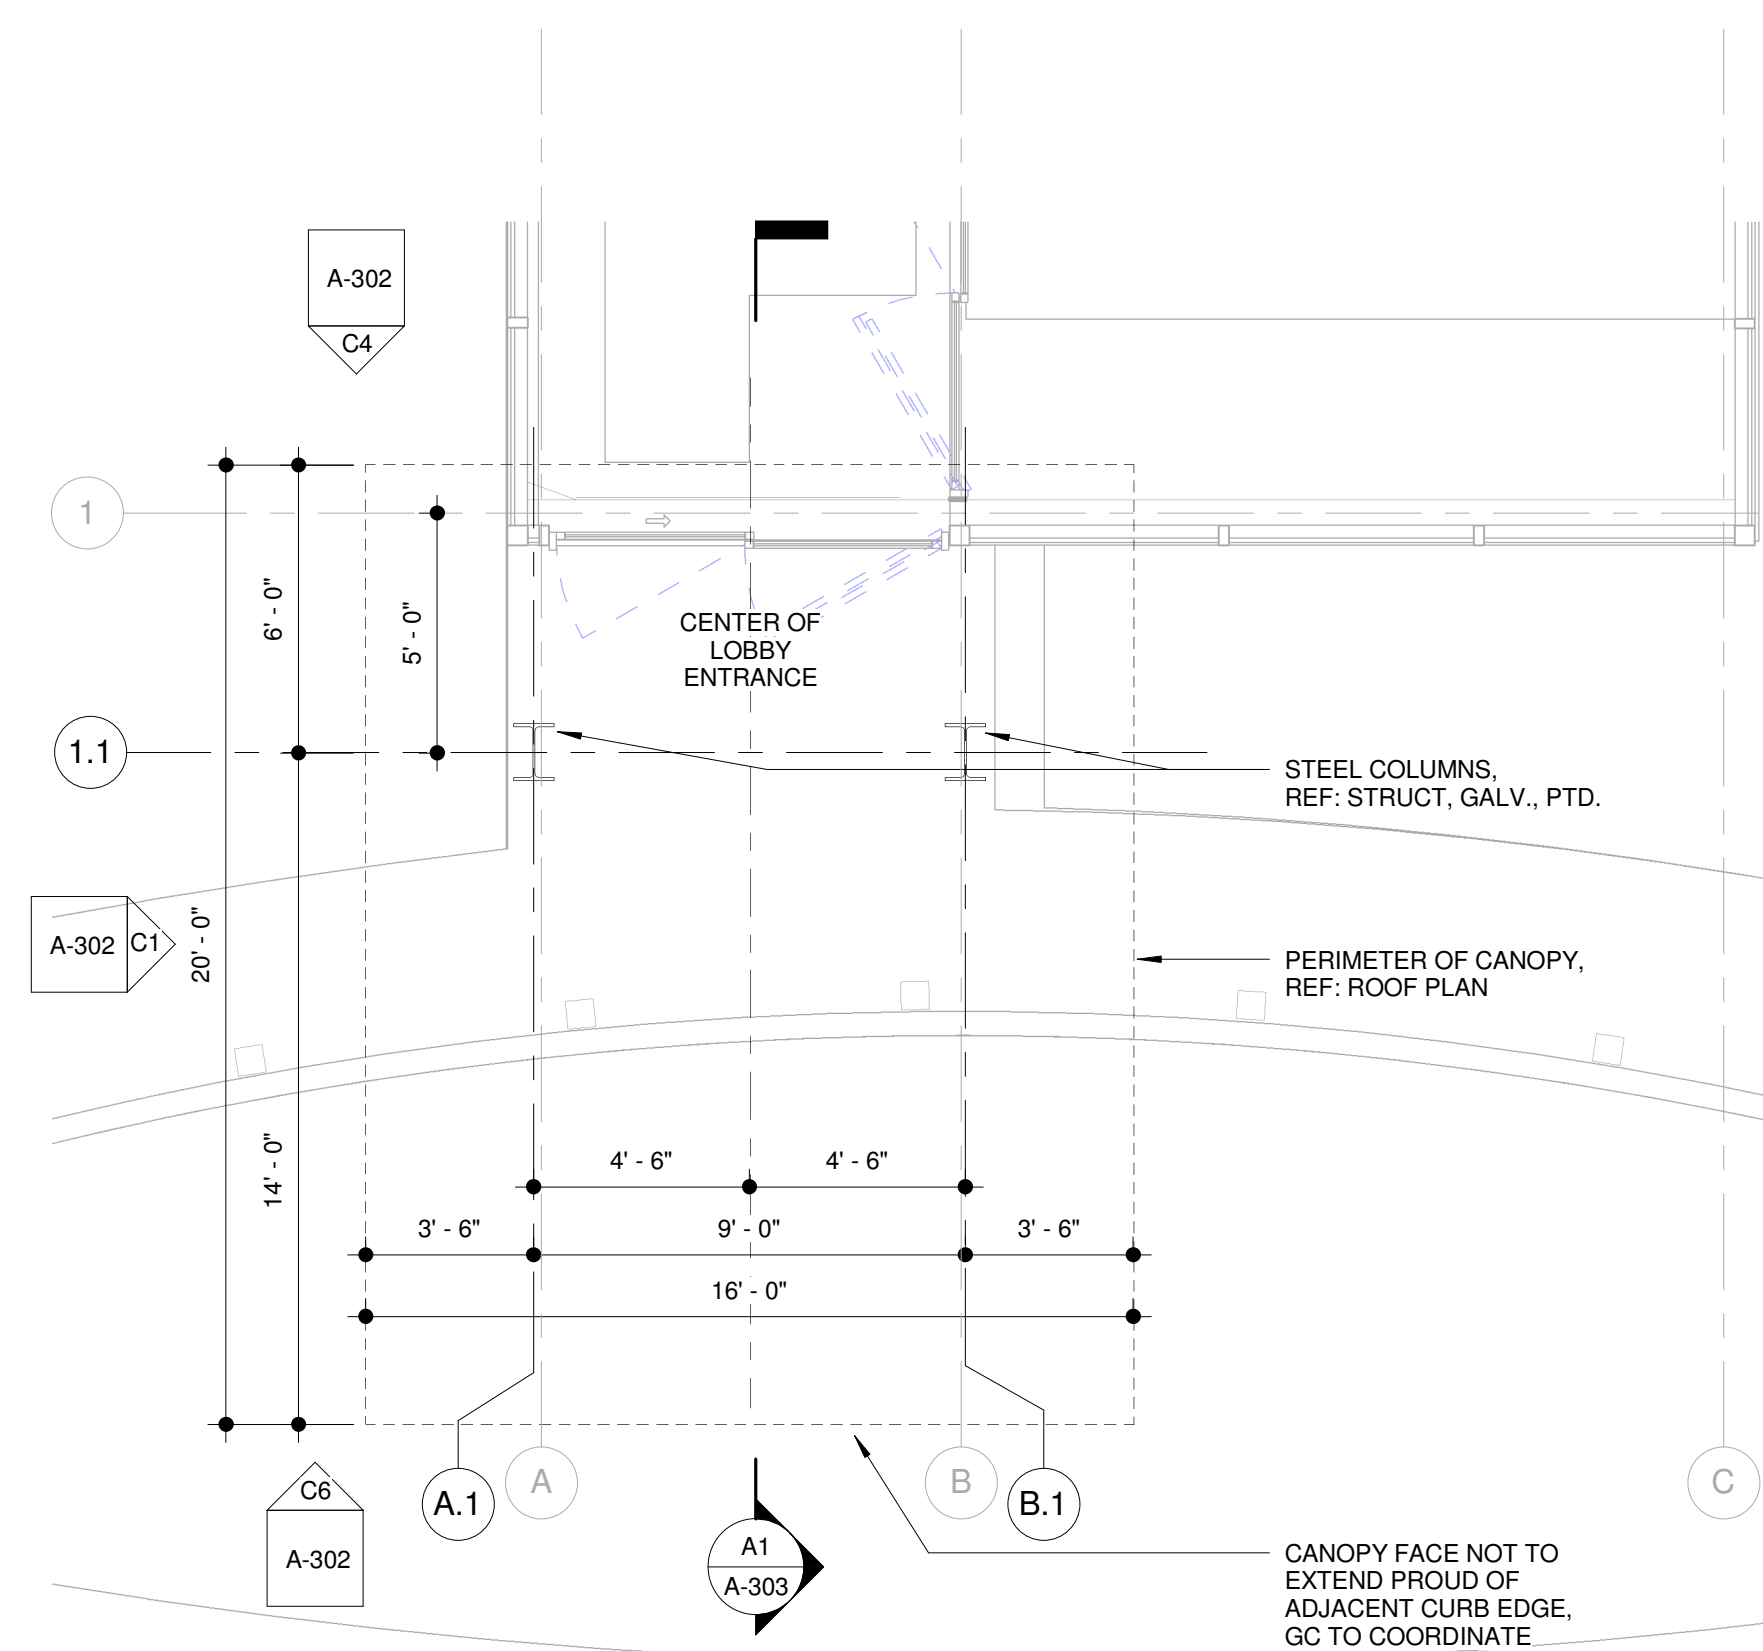 A-302
C4
1
6' - 0"
5' - 0"
CENTER OF
LOBBY
ENTRANCE
1.1
STEEL COLUMNS,
REF: STRUCT, GALV., PTD.
A-302
C1
20' - 0"
PERIMETER OF CANOPY,
REF: ROOF PLAN
14' - 0"
4' - 6"
4' - 6"
3' - 6"
9' - 0"
3' - 6"
16' - 0"
C6
A-302
A.1
A
B
B.1
C
A1
A-303
CANOPY FACE NOT TO
EXTEND PROUD OF
ADJACENT CURB EDGE,
GC TO COORDINATE